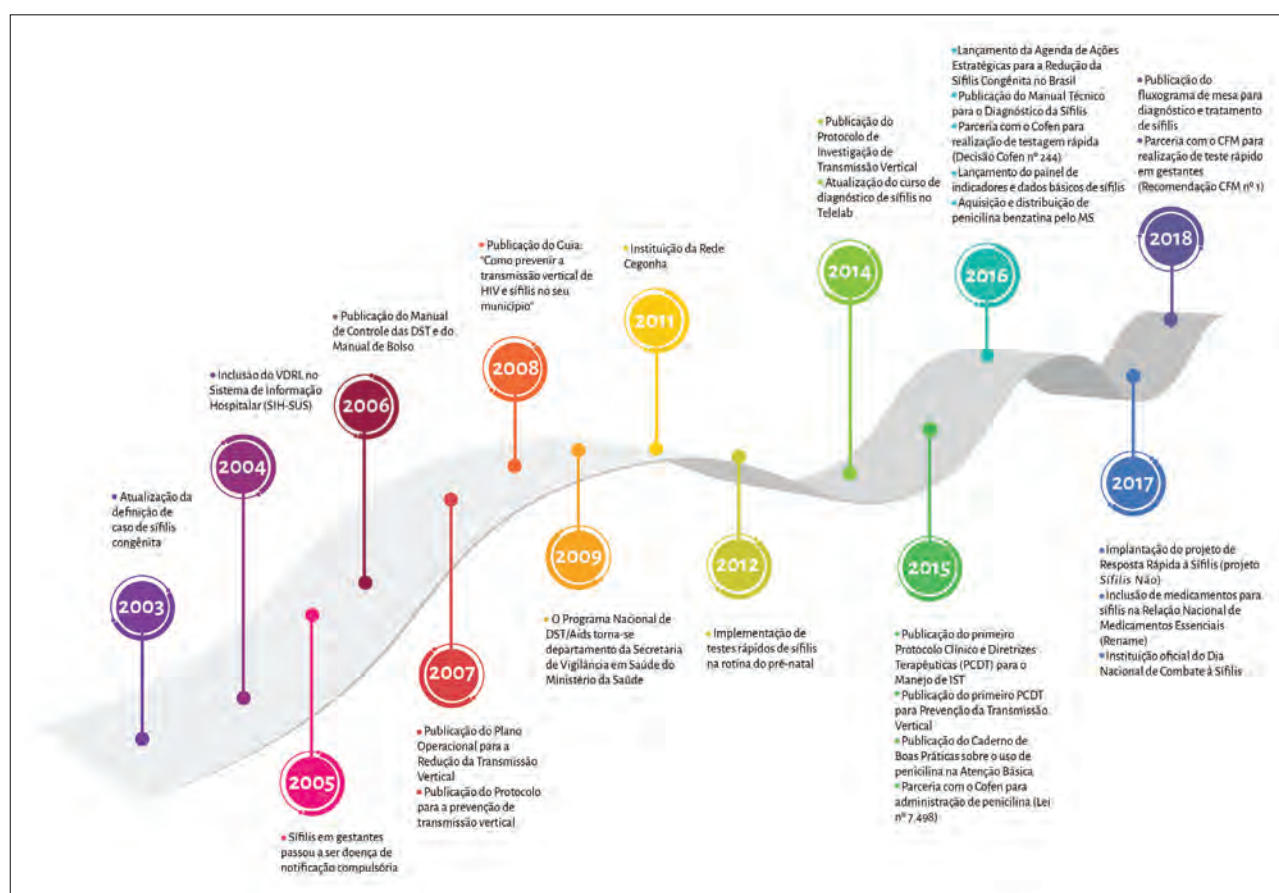 2003
• Atualização da
definição de
caso de sífilis
congênita
2004
• Inclusão do VDRL no
Sistema de Informação
Hospitalar (SIH-SUS)
2005
• Sífilis em gestantes
passou a ser doença de
notificação compulsória
2006
• Publicação do Manual
de Controle das DST e do
Manual de Bolso
2007
• Publicação do Plano
Operacional para a
Redução da Transmissão
Vertical
• Publicação do Protocolo
para a prevenção de
transmissão vertical
2008
• Publicação do Guia:
"Como prevenir a
transmissão vertical de
HIV e sífilis no seu
município"
2009
• O Programa Nacional de
DST/Aids torna-se
departamento da Secretaria
de Vigilância em Saúde do
Ministério da Saúde
2011
• Instituição da Rede
Cegonha
2012
• Implementação de
testes rápidos de sífilis
na rotina do pré-natal
2014
• Publicação do
Protocolo de
Investigação de
Transmissão Vertical
• Atualização do curso de
diagnóstico de sífilis no
Telelab
2015
• Publicação do primeiro
Protocolo Clínico e Diretrizes
Terapêuticas (PCDT) para o
Manejo de IST
• Publicação do primeiro PCDT
para Prevenção da Transmissão
Vertical
• Publicação do Caderno de
Boas Práticas sobre o uso de
penicilina na Atenção Básica
• Parceria com o Cofen para
administração de penicilina (Lei
nº 7.498)
2016
• Lançamento da Agenda de Ações
Estratégicas para a Redução da
Sífilis Congênita no Brasil
• Publicação do Manual Técnico
para o Diagnóstico da Sífilis
• Parceria com o Cofen para
realização de testagem rápida
(Decisão Cofen nº 244)
• Lançamento do painel de
indicadores e dados básicos de sífilis
• Aquisição e distribuição de
penicilina benzatina pelo MS
2017
• Implantação do projeto de
Resposta Rápida à Sífilis (projeto
Sífilis Não)
• Inclusão de medicamentos para
sífilis na Relação Nacional de
Medicamentos Essenciais
(Rename)
• Instituição oficial do Dia
Nacional de Combate à Sífilis
2018
• Publicação do
fluxograma de mesa para
diagnóstico e tratamento
de sífilis
• Parceria com o CFM para
realização de teste rápido
em gestantes
(Recomendação CFM nº 1)